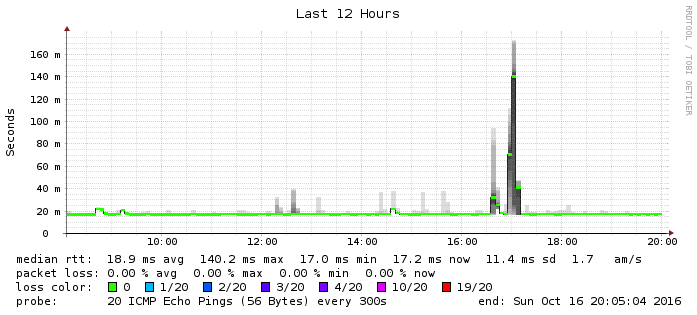 Last 12 Hours
RRDTOOL / TOBI OETIKER
Seconds
160 m
140 m
120 m
100 m
80 m
60 m
40 m
20 m
0
10:00 12:00 14:00 16:00 18:00 20:00
median rtt: 18.9 ms avg 140.2 ms max 17.0 ms min 17.2 ms now 11.4 ms sd 1.7 am/s
packet loss: 0.00 % avg 0.00 % max 0.00 % min 0.00 % now
loss color: 0 1/20 2/20 3/20 4/20 10/20 19/20
probe: 20 ICMP Echo Pings (56 Bytes) every 300s end: Sun Oct 16 20:05:04 2016